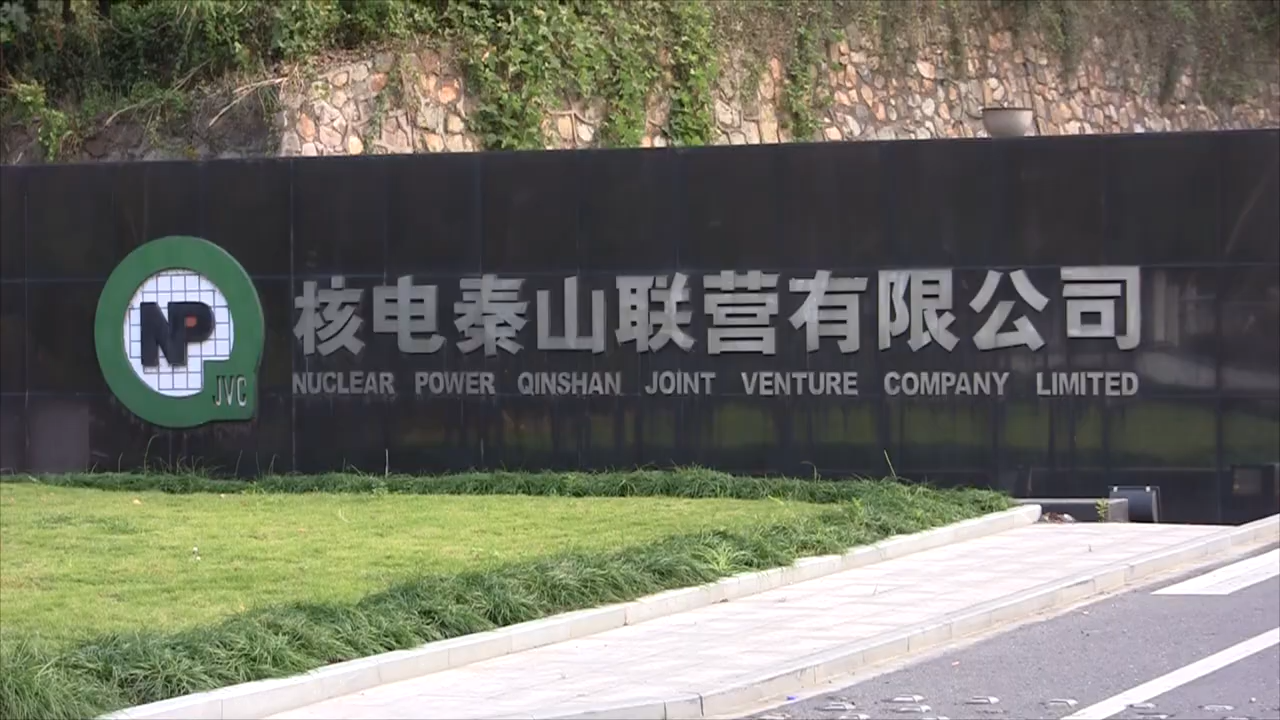 NP
JVC
核电秦山联营有限公司
NUCLEAR POWER QINSHAN JOINT VENTURE COMPANY LIMITED